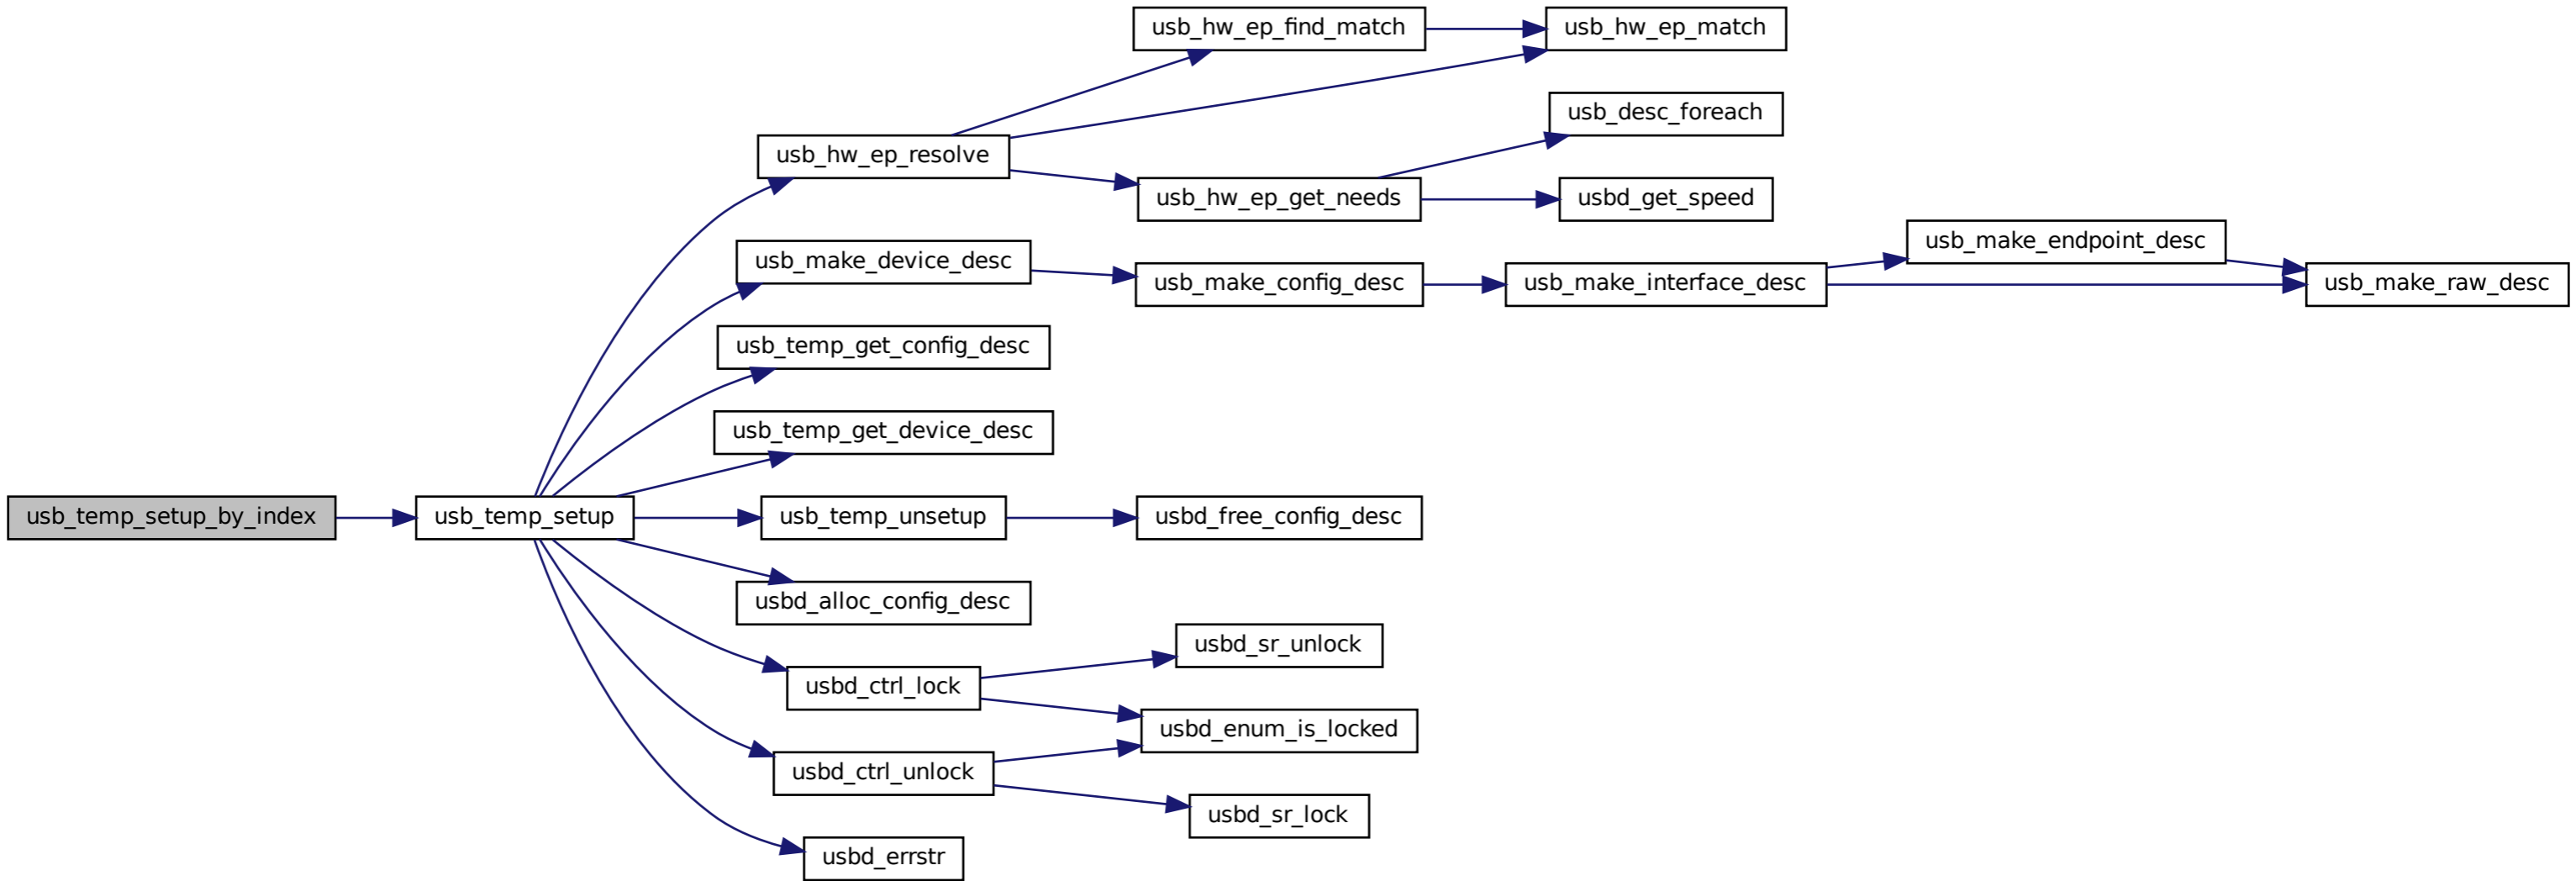 usb_hw_ep_find_match
usb_hw_ep_match
usb_desc_foreach
usb_hw_ep_resolve
usb_hw_ep_get_needs
usbd_get_speed
usb_make_endpoint_desc
usb_make_device_desc
usb_make_config_desc
usb_make_interface_desc
usb_make_raw_desc
usb_temp_get_config_desc
usb_temp_get_device_desc
usb_temp_setup_by_index
usb_temp_setup
usb_temp_unsetup
usbd_free_config_desc
usbd_alloc_config_desc
usbd_sr_unlock
usbd_ctrl_lock
usbd_enum_is_locked
usbd_ctrl_unlock
usbd_sr_lock
usbd_errstr